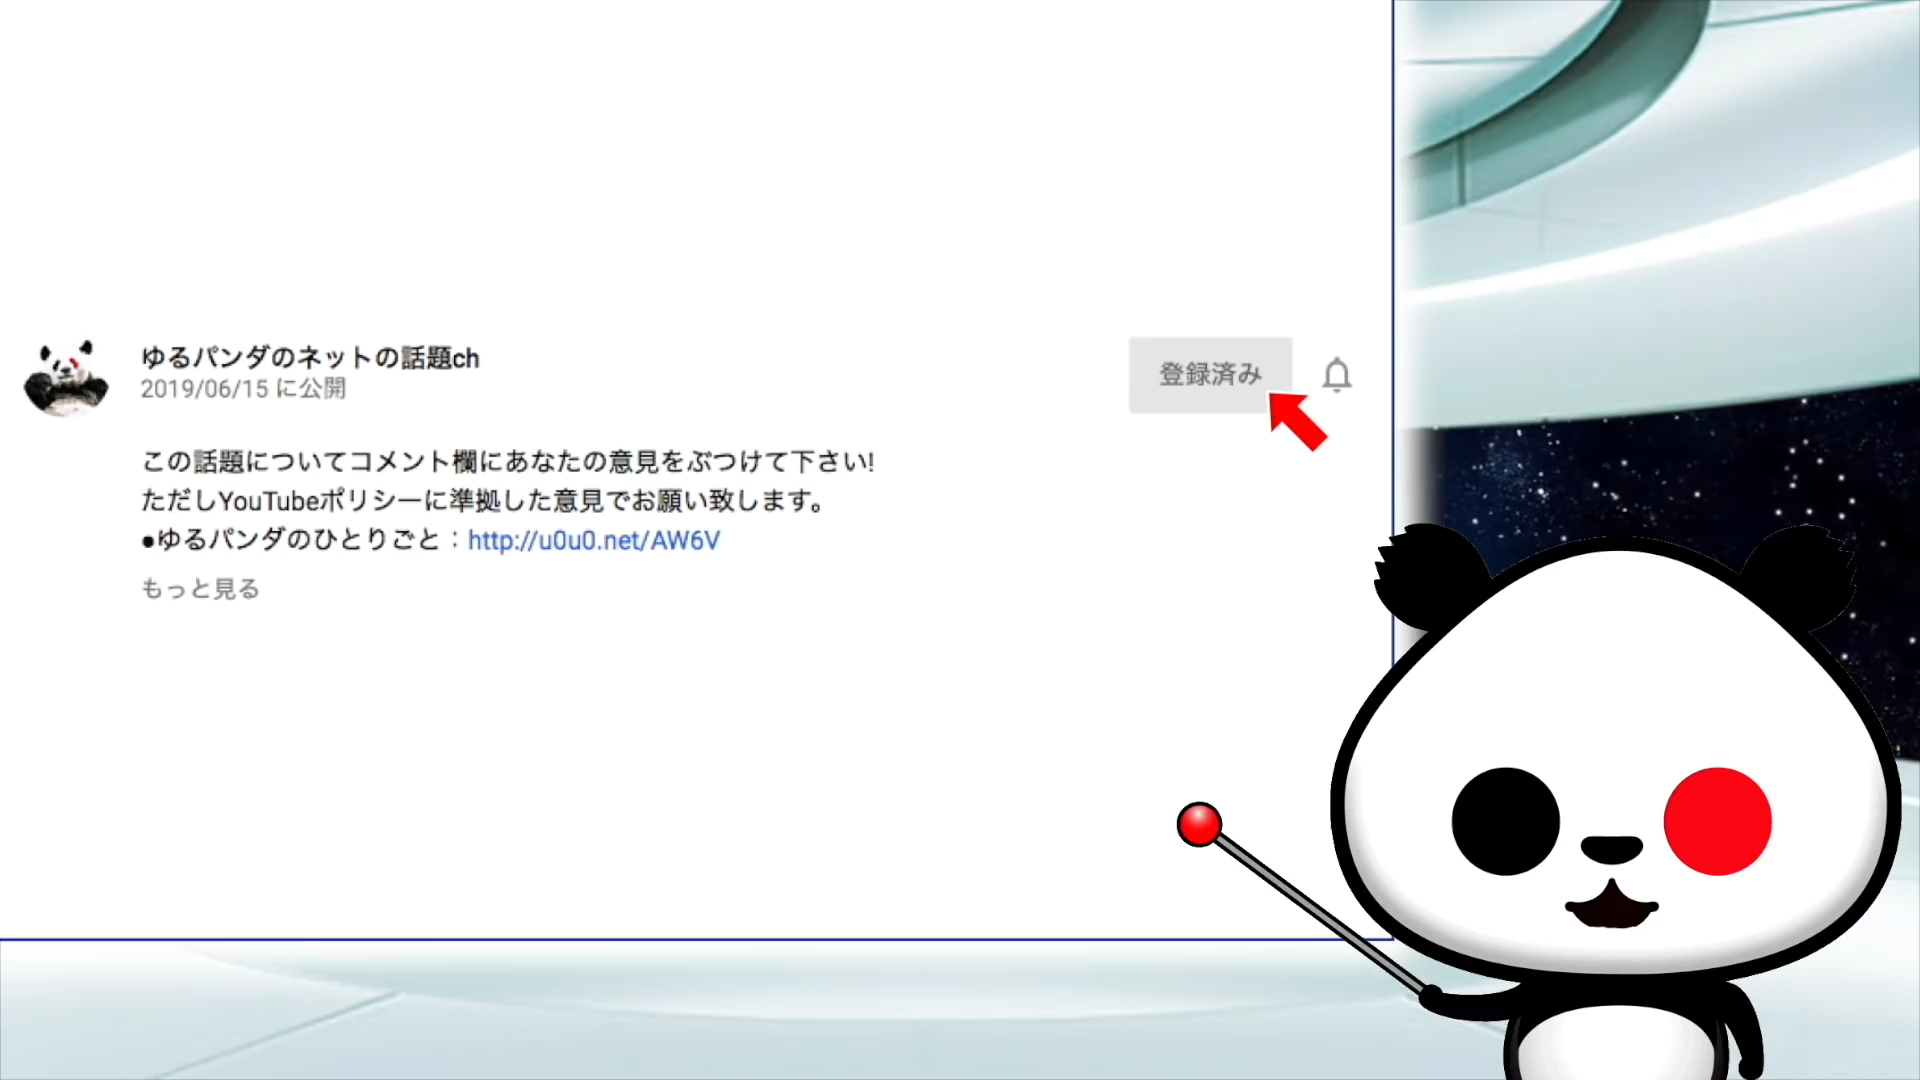 ゆるパンダのネットの話題ch
2019/06/15 に公開
登録済み
この話題についてコメント欄にあなたの意見をぶつけて下さい!
ただしYouTubeポリシーに準拠した意見でお願い致します。
●ゆるパンダのひとりごと：http://u0u0.net/AW6V
もっと見る